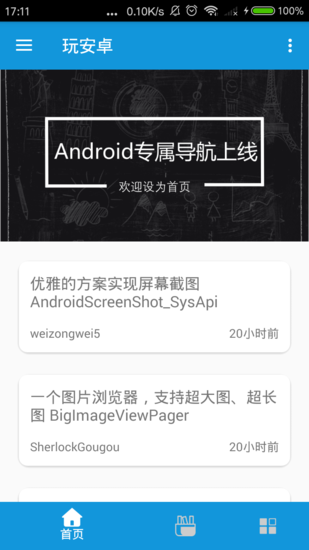 17:11 ... 0.10K/s 100%
玩安卓
Android专属导航上线
欢迎设为首页
优雅的方案实现屏幕截图
AndroidScreenShot_SysApi
weizongwei5 20小时前
一个图片浏览器，支持超大图、超长
图 BigImageViewPager
SherlockGougou 20小时前
首页